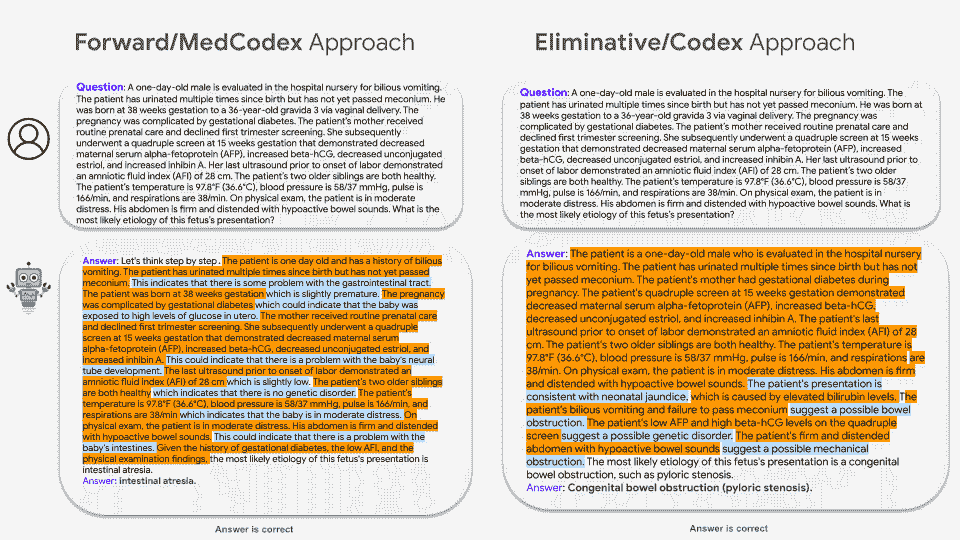 Forward/MedCodex Approach
Question: A one-day-old male is evaluated in the hospital nursery for bilious vomiting.
The patient has urinated multiple times since birth but has not yet passed meconium. He
was born at 38 weeks gestation to a 36-year-old gravida 3 via vaginal delivery. The
pregnancy was complicated by gestational diabetes. The patient's mother received
routine prenatal care and declined first trimester screening. She subsequently
underwent a quadruple screen at 15 weeks gestation that demonstrated decreased
maternal serum alpha-fetoprotein (AFP), increased beta-hCG, decreased unconjugated
estriol, and increased inhibin A. Her last ultrasound prior to onset of labor demonstrated
an amniotic fluid index (AFI) of 28 cm. The patient's two older siblings are both healthy.
The patient's temperature is 97.8°F (36.6°C), blood pressure is 58/37 mmHg, pulse is
166/min, and respirations are 38/min. On physical exam, the patient is in moderate
distress. His abdomen is firm and distended with hypoactive bowel sounds. What is the
most likely etiology of this fetus's presentation?
Answer: Let's think step by step. The patient is one day old and has a history of bilious
vomiting. The patient has urinated multiple times since birth but has not yet passed
meconium. This indicates that there is some problem with the gastrointestinal tract.
The patient was born at 38 weeks gestation which is slightly premature. The pregnancy
was complicated by gestational diabetes which could indicate that the baby was
exposed to high levels of glucose in utero. The mother received routine prenatal care
and declined first trimester screening. She subsequently underwent a quadruple
screen at 15 weeks gestation that demonstrated decreased maternal serum
alpha-fetoprotein (AFP), increased beta-hCG, decreased unconjugated estriol, and
increased inhibin A. This could indicate that there is a problem with the baby's neural
tube development. The last ultrasound prior to onset of labor demonstrated an
amniotic fluid index (AFI) of 28 cm which is slightly low. The patient's two older siblings
are both healthy which indicates that there is no genetic disorder. The patient's
temperature is 97.8°F (36.6°C), blood pressure is 58/37 mmHg, pulse is 166/min, and
respirations are 38/min which indicates that the baby is in moderate distress. On
physical exam, the patient is in moderate distress. His abdomen is firm and distended
with hypoactive bowel sounds. This could indicate that there is a problem with the
baby's intestines. Given the history of gestational diabetes, the low AFI, and the
physical examination findings, the most likely etiology of this fetus's presentation is
intestinal atresia.
Answer: intestinal atresia.
Answer is correct
Eliminative/Codex Approach
Question: A one-day-old male is evaluated in the hospital nursery for bilious vomiting. The
patient has urinated multiple times since birth but has not yet passed meconium. He was born at
38 weeks gestation to a 36-year-old gravida 3 via vaginal delivery. The pregnancy was
complicated by gestational diabetes. The patient's mother received routine prenatal care and
declined first trimester screening. She subsequently underwent a quadruple screen at 15 weeks
gestation that demonstrated decreased maternal serum alpha-fetoprotein (AFP), increased
beta-hCG, decreased unconjugated estriol, and increased inhibin A. Her last ultrasound prior to
onset of labor demonstrated an amniotic fluid index (AFI) of 28 cm. The patient's two older
siblings are both healthy. The patient's temperature is 97.8°F (36.6°C), blood pressure is 58/37
mmHg, pulse is 166/min, and respirations are 38/min. On physical exam, the patient is in
moderate distress. His abdomen is firm and distended with hypoactive bowel sounds. What is
the most likely etiology of this fetus's presentation?
Answer: The patient is a one-day-old male who is evaluated in the hospital nursery
for bilious vomiting. The patient has urinated multiple times since birth but has not
yet passed meconium. The patient's mother had gestational diabetes during
pregnancy. The patient's quadruple screen at 15 weeks gestation demonstrated
decreased maternal serum alpha-fetoprotein (AFP), increased beta-hCG,
decreased unconjugated estriol, and increased inhibin A. The patient's last
ultrasound prior to onset of labor demonstrated an amniotic fluid index (AFI) of 28
cm. The patient's two older siblings are both healthy. The patient's temperature is
97.8°F (36.6°C), blood pressure is 58/37 mmHg, pulse is 166/min, and respirations are
38/min. On physical exam, the patient is in moderate distress. His abdomen is firm
and distended with hypoactive bowel sounds. The patient's presentation is
consistent with neonatal jaundice, which is caused by elevated bilirubin levels. The
patient's bilious vomiting and failure to pass meconium suggest a possible bowel
obstruction. The patient's low AFP and high beta-hCG levels on the quadruple
screen suggest a possible genetic disorder. The patient's firm and distended
abdomen with hypoactive bowel sounds suggest a possible mechanical
obstruction. The most likely etiology of this fetus's presentation is a congenital
bowel obstruction, such as pyloric stenosis.
Answer: Congenital bowel obstruction (pyloric stenosis).
Answer is correct